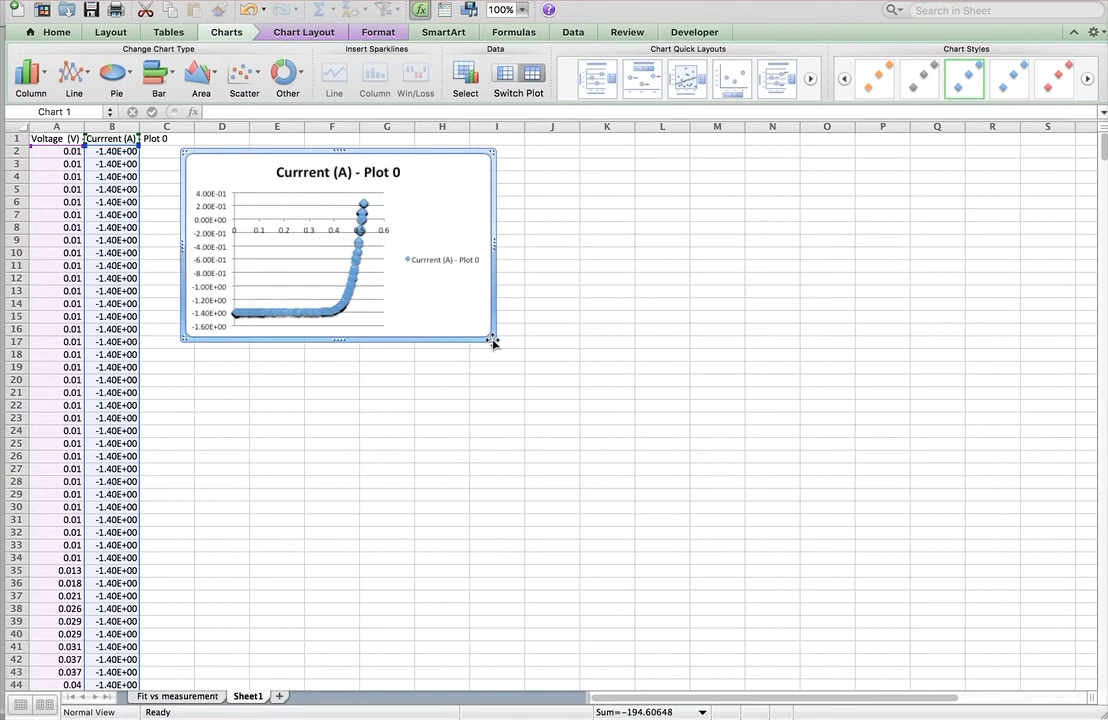 100%
Search in Sheet
Home Layout Tables Charts Chart Layout Format SmartArt Formulas Data Review Developer
Change Chart Type Insert Sparklines Data Chart Quick Layouts Chart Styles
Column Line Pie Bar Area Scatter Other Line Column Win/Loss Select Switch Plot
Chart 1 fx
A B C D E F G H I J K L M N O P Q R S
1 Voltage (V) Currrent (A) Plot 0
2 0.01 -1.40E+00
3 0.01 -1.40E+00
4 0.01 -1.40E+00
5 0.01 -1.40E+00
6 0.01 -1.40E+00
7 0.01 -1.40E+00
8 0.01 -1.40E+00
9 0.01 -1.40E+00
10 0.01 -1.40E+00
11 0.01 -1.40E+00
12 0.01 -1.40E+00
13 0.01 -1.40E+00
14 0.01 -1.40E+00
15 0.01 -1.40E+00
16 0.01 -1.40E+00
17 0.01 -1.40E+00
18 0.01 -1.40E+00
19 0.01 -1.40E+00
20 0.01 -1.40E+00
21 0.01 -1.40E+00
22 0.01 -1.40E+00
23 0.01 -1.40E+00
24 0.01 -1.40E+00
25 0.01 -1.40E+00
26 0.01 -1.40E+00
27 0.01 -1.40E+00
28 0.01 -1.40E+00
29 0.01 -1.40E+00
30 0.01 -1.40E+00
31 0.01 -1.40E+00
32 0.01 -1.40E+00
33 0.01 -1.40E+00
34 0.01 -1.40E+00
35 0.013 -1.40E+00
36 0.018 -1.40E+00
37 0.021 -1.40E+00
38 0.026 -1.40E+00
39 0.029 -1.40E+00
40 0.029 -1.40E+00
41 0.031 -1.40E+00
42 0.037 -1.40E+00
43 0.037 -1.40E+00
44 0.04 -1.40E+00
Currrent (A) - Plot 0
4.00E-01
2.00E-01
0.00E+00
0 0.1 0.2 0.3 0.4 0.5 0.6
-2.00E-01
-4.00E-01
-6.00E-01
-8.00E-01
-1.00E+00
-1.20E+00
-1.40E+00
-1.60E+00
Currrent (A) - Plot 0
Fit vs measurement Sheet1
Normal View Ready Sum=-194.60648